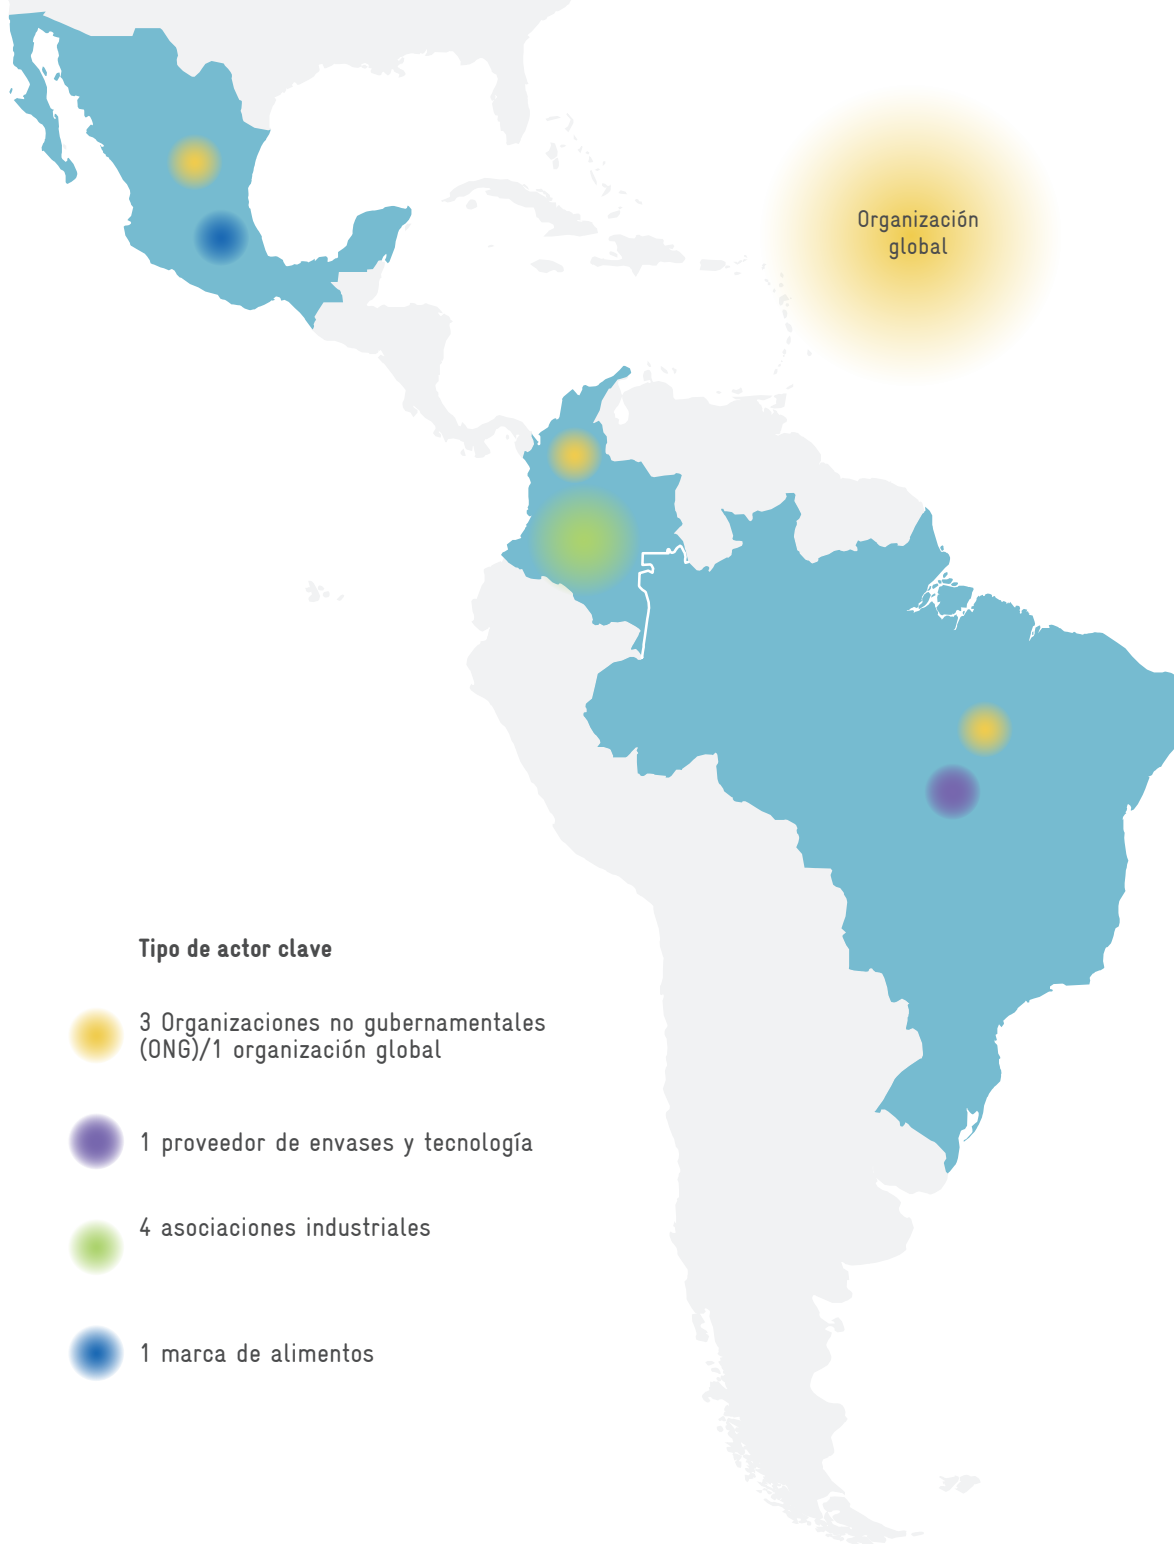 Organización
global
Tipo de actor clave
3 Organizaciones no gubernamentales
(ONG)/1 organización global
1 proveedor de envases y tecnología
4 asociaciones industriales
1 marca de alimentos